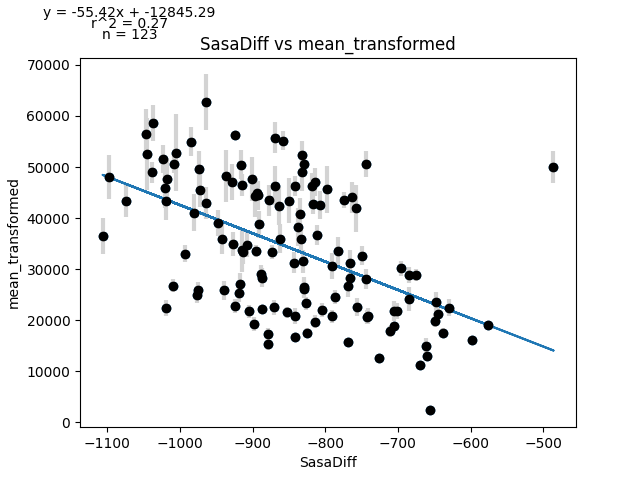 y = -55.42x + -12845.29
r^2 = 0.27
n = 123
SasaDiff vs mean_transformed
70000
60000
50000
40000
30000
20000
10000
0
mean_transformed
−1100 −1000 −900 −800 −700 −600 −500
SasaDiff